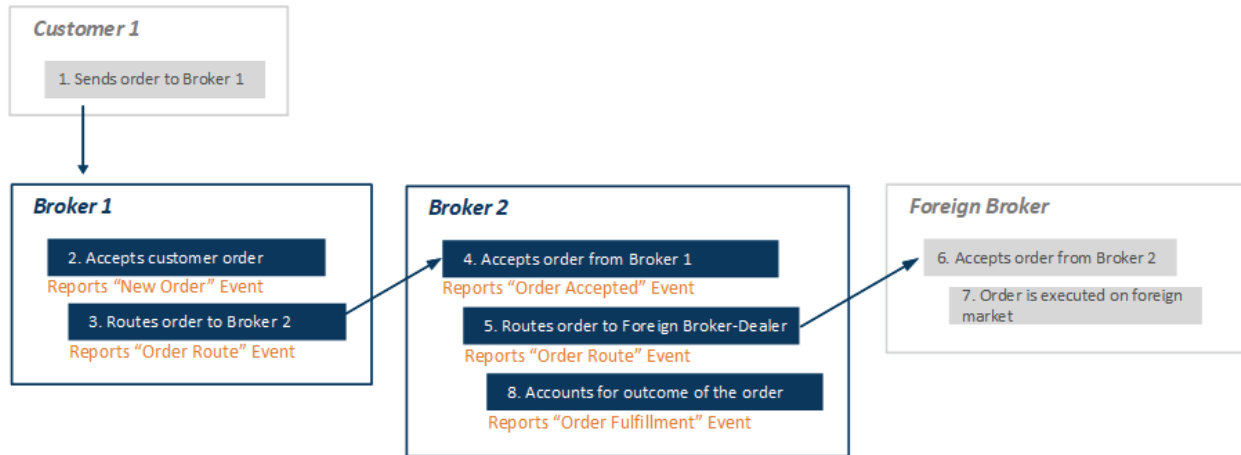 Customer 1
1. Sends order to Broker 1
Broker 1
2. Accepts customer order
Reports “New Order” Event
3. Routes order to Broker 2
Reports “Order Route” Event
Broker 2
4. Accepts order from Broker 1
Reports “Order Accepted” Event
5. Routes order to Foreign Broker-Dealer
Reports “Order Route” Event
8. Accounts for outcome of the order
Reports “Order Fulfillment” Event
Foreign Broker
6. Accepts order from Broker 2
7. Order is executed on foreign
market